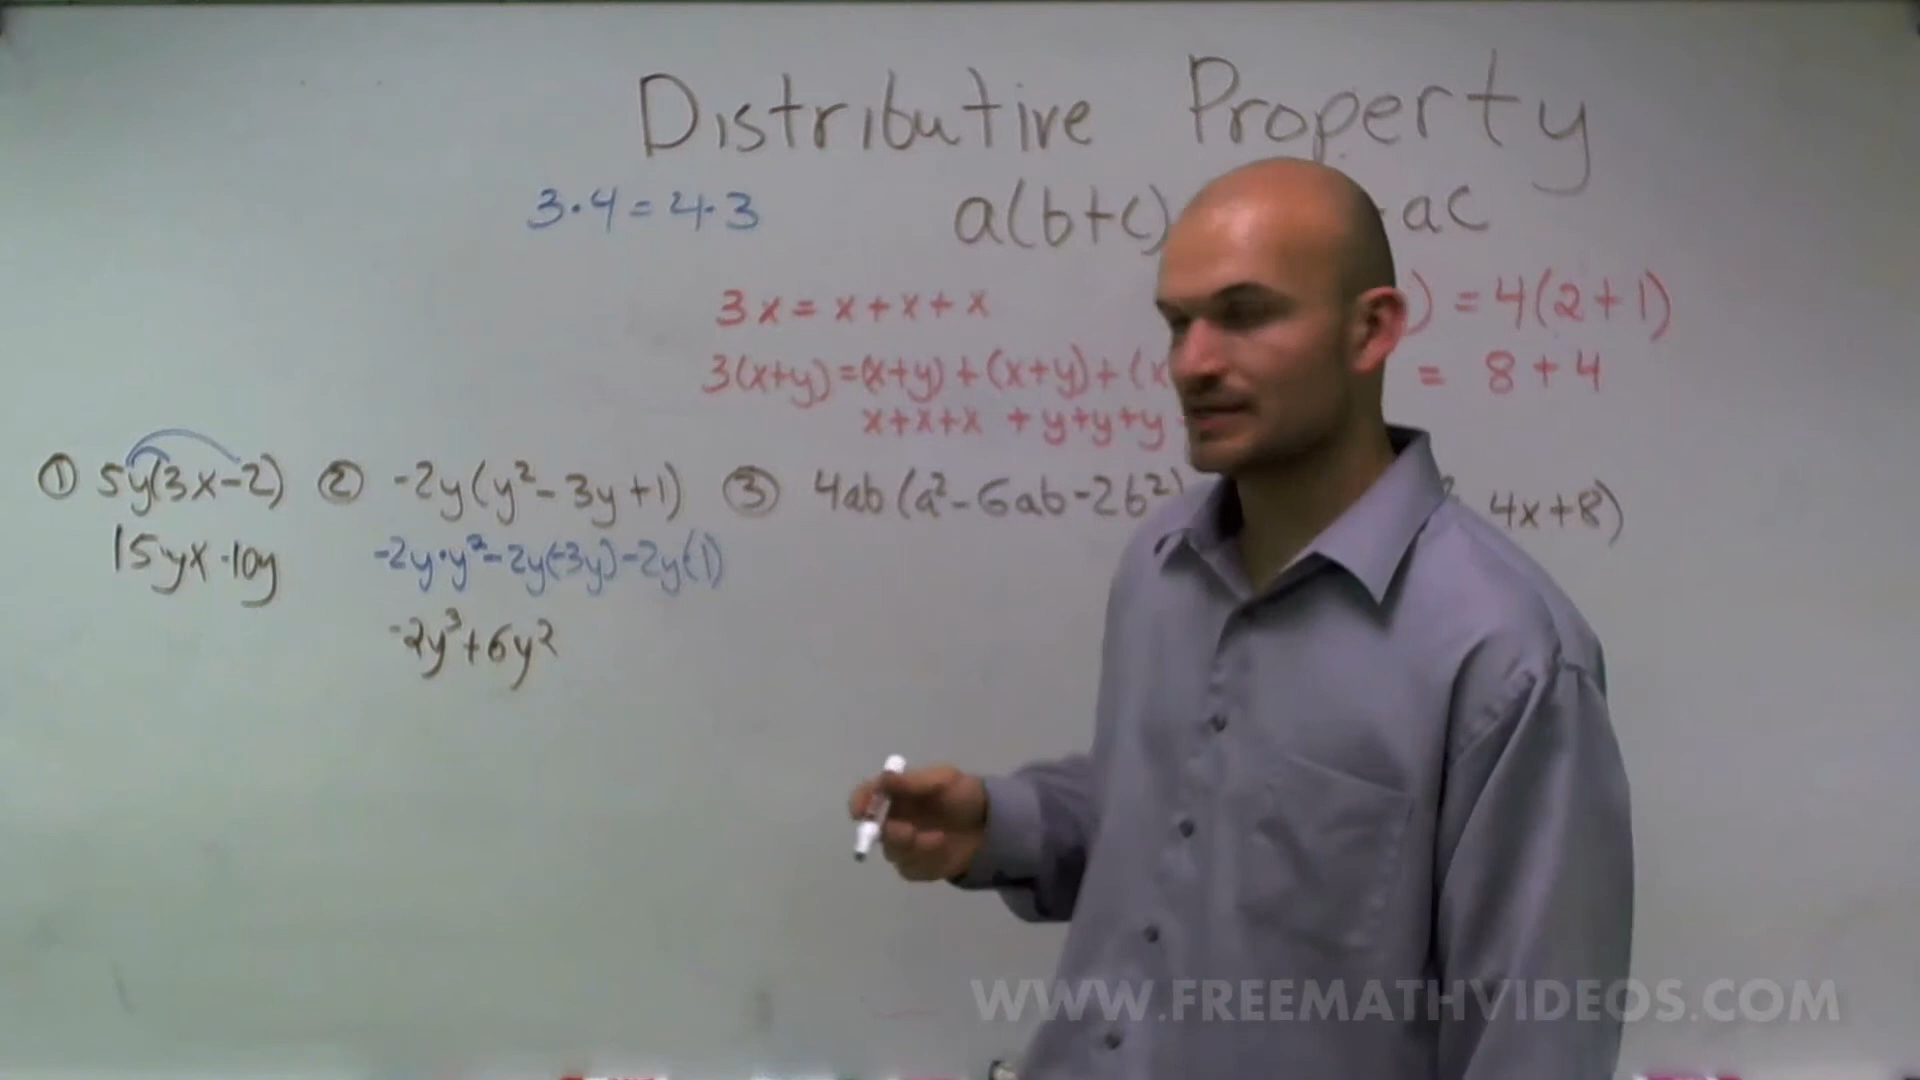 Distributive Property
3·4 = 4·3
a(b+c) ac
3x = x + x + x
) = 4(2+1)
3(x+y) = (x+y) + (x+y) + (x
= 8 + 4
x+x+x + y+y+y
① 5y(3x-2) ② -2y(y²-3y+1) ③ 4ab(a²-6ab-2b²)
4x+8)
15yx-10y
-2y·y²-2y(-3y)-2y(1)
-2y³+6y²
WWW.FREEMATHVIDEOS.COM